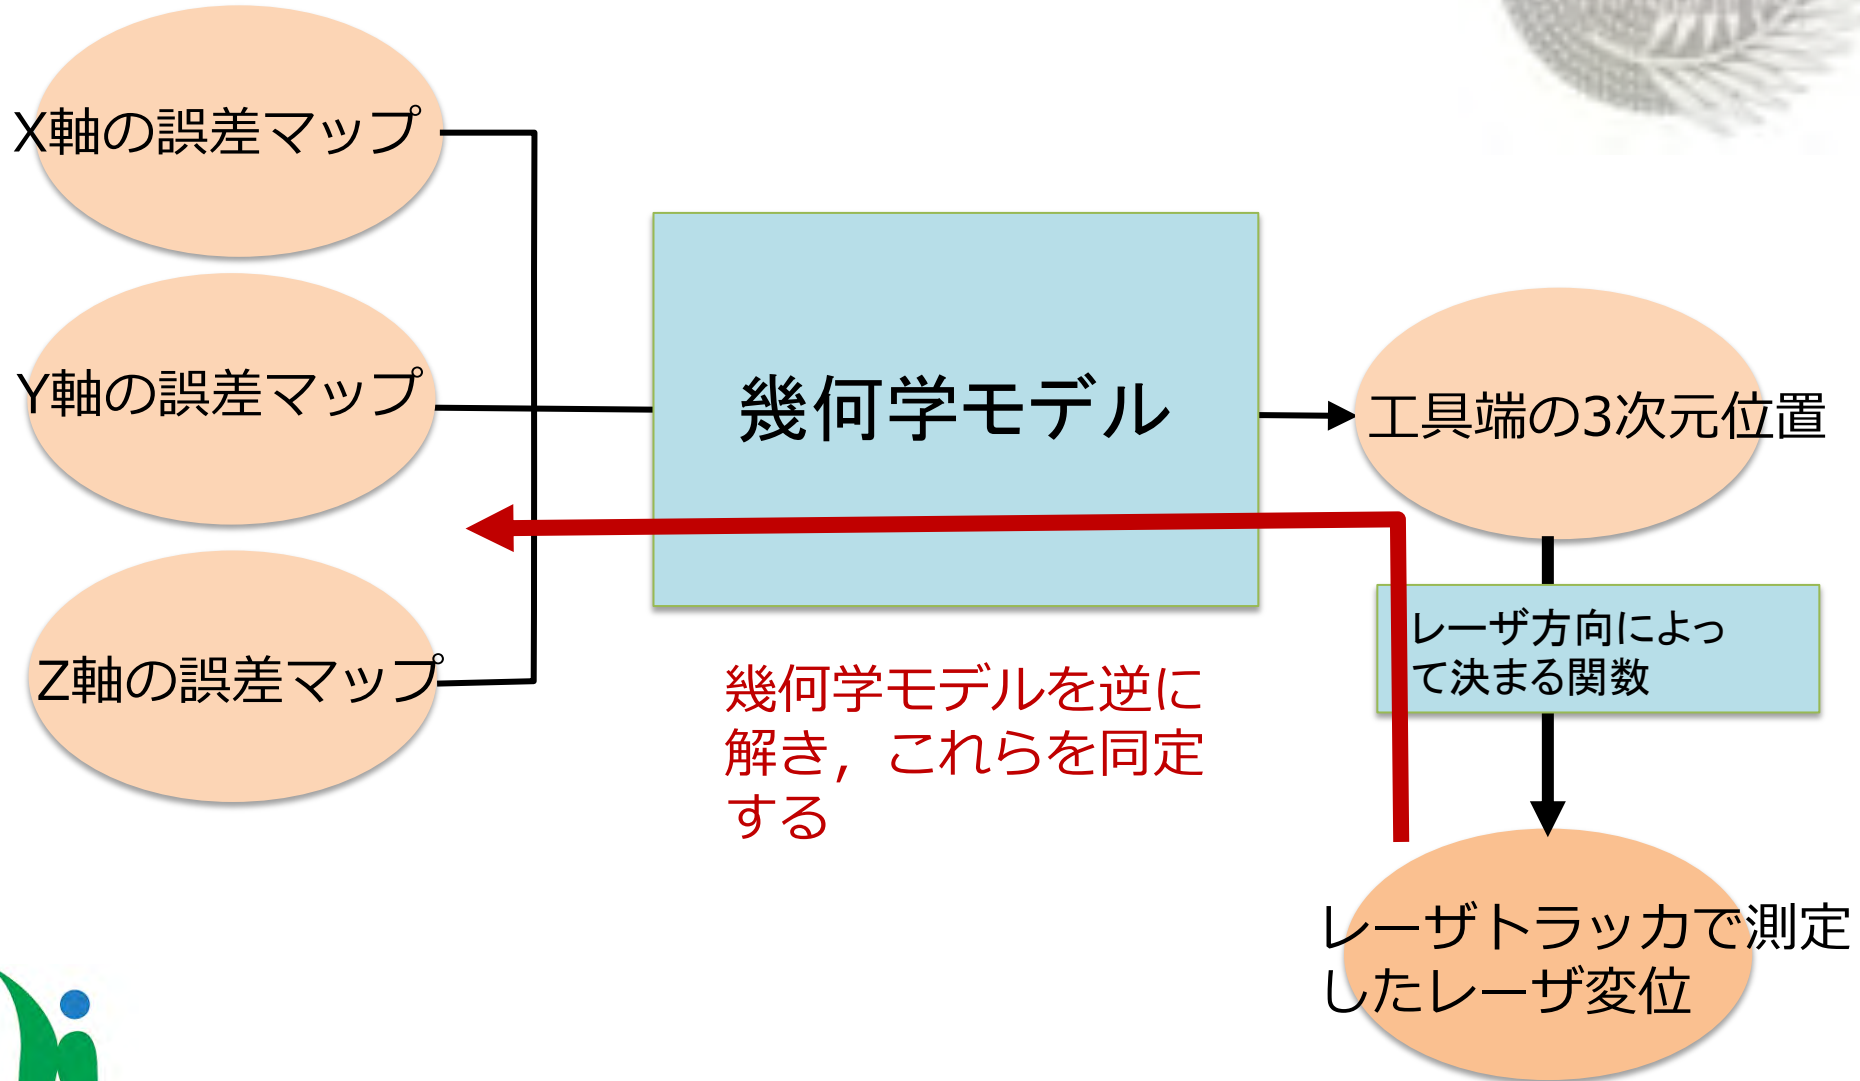 X軸の誤差マップ
Y軸の誤差マップ
Z軸の誤差マップ
幾何学モデル
工具端の3次元位置
レーザ方向によっ
て決まる関数
幾何学モデルを逆に
解き，これらを同定
する
レーザトラッカで測定
したレーザ変位